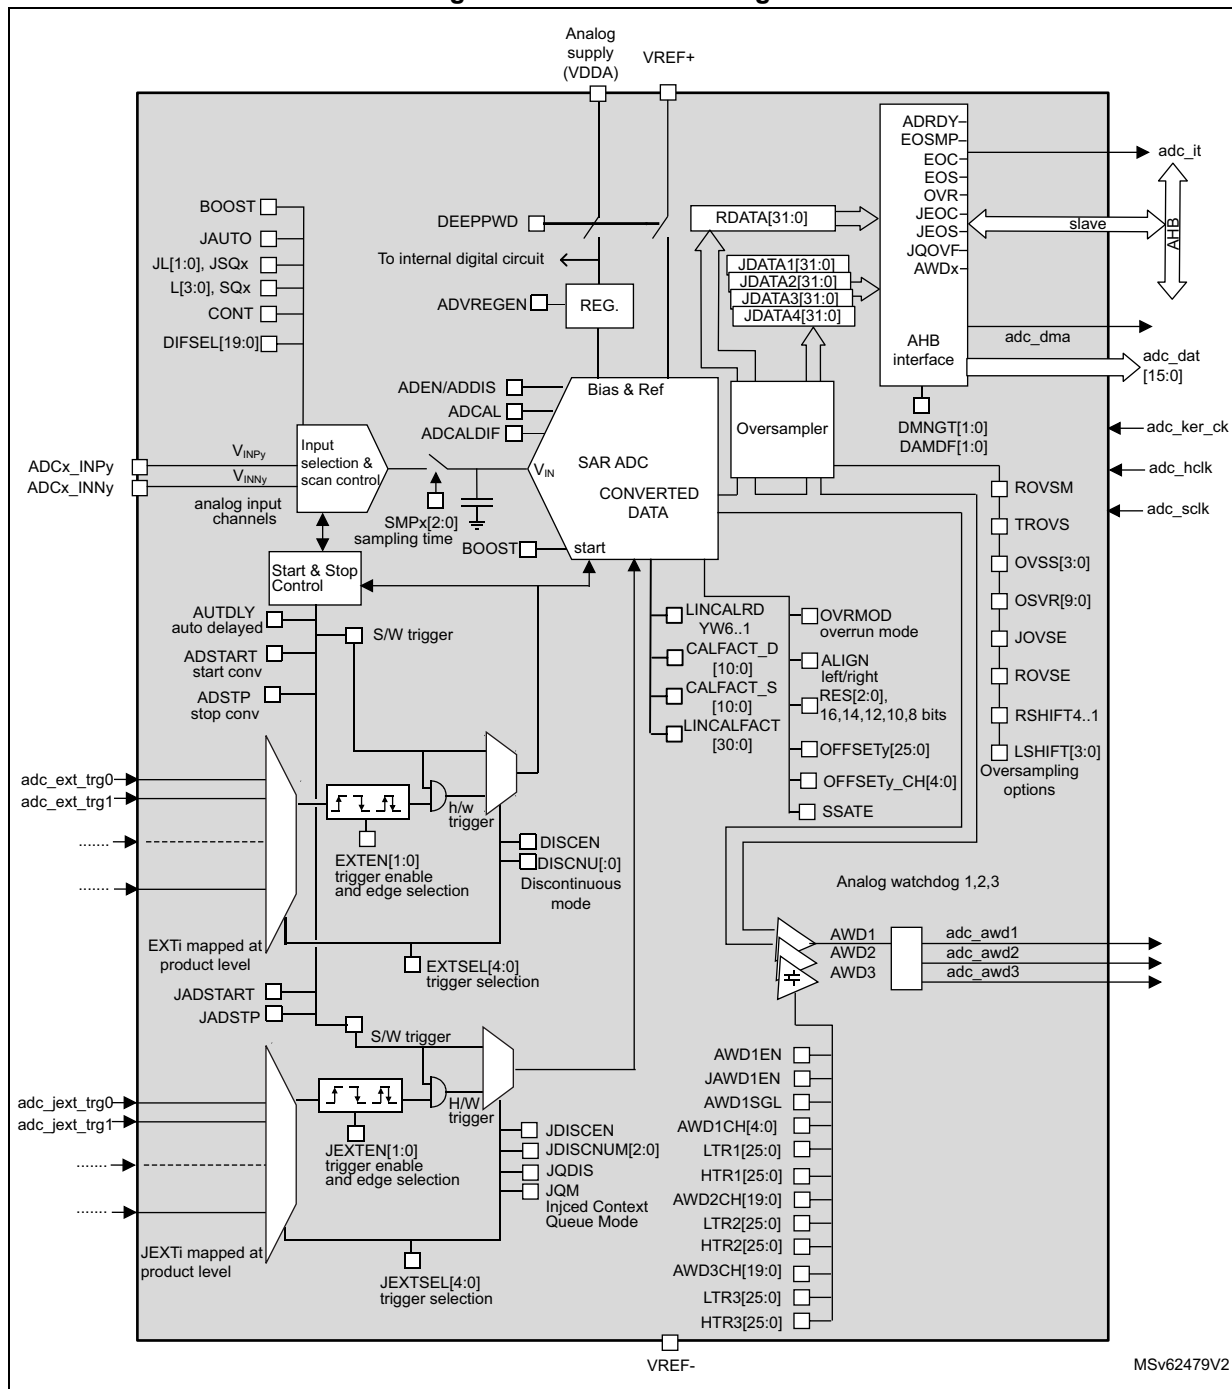 Analog
supply
(VDDA)
VREF+
ADRDY
EOSMP
EOC
EOS
OVR
JEOC
JEOS
JQOVF
AWDx
AHB
interface
adc_it
slave
AHB
adc_dma
adc_dat
[15:0]
DMNGT[1:0]
DAMDF[1:0]
adc_ker_ck
adc_hclk
adc_sclk
BOOST
JAUTO
JL[1:0], JSQx
L[3:0], SQx
CONT
DIFSEL[19:0]
DEEPPWD
To internal digital circuit
ADVREGEN
REG.
RDATA[31:0]
JDATA1[31:0]
JDATA2[31:0]
JDATA3[31:0]
JDATA4[31:0]
ADEN/ADDIS
ADCAL
ADCALDIF
Bias & Ref
Oversampler
ADCx_INPy
ADCx_INNy
VINPy
VINNy
analog input
channels
Input
selection &
scan control
SMPx[2:0]
sampling time
VIN
SAR ADC
CONVERTED
DATA
BOOST
start
Start & Stop
Control
AUTDLY
auto delayed
ADSTART
start conv
ADSTP
stop conv
S/W trigger
LINCALRD
YW6..1
CALFACT_D
[10:0]
CALFACT_S
[10:0]
LINCALFACT
[30:0]
OVRMOD
overrun mode
ALIGN
left/right
RES[2:0],
16,14,12,10,8 bits
OFFSETy[25:0]
OFFSETy_CH[4:0]
SSATE
ROVSM
TROVS
OVSS[3:0]
OSVR[9:0]
JOVSE
ROVSE
RSHIFT4..1
LSHIFT[3:0]
Oversampling
options
adc_ext_trg0
adc_ext_trg1
.......
.......
EXTi mapped at
product level
h/w
trigger
EXTEN[1:0]
trigger enable
and edge selection
DISCEN
DISCNU[:0]
Discontinuous
mode
EXTSEL[4:0]
trigger selection
Analog watchdog 1,2,3
AWD1
AWD2
AWD3
adc_awd1
adc_awd2
adc_awd3
JADSTART
JADSTP
S/W trigger
adc_jext_trg0
adc_jext_trg1
.......
.......
JEXTi mapped at
product level
H/W
trigger
JEXTEN[1:0]
trigger enable
and edge selection
JDISCEN
JDISCNUM[2:0]
JQDIS
JQM
Injced Context
Queue Mode
JEXTSEL[4:0]
trigger selection
AWD1EN
JAWD1EN
AWD1SGL
AWD1CH[4:0]
LTR1[25:0]
HTR1[25:0]
AWD2CH[19:0]
LTR2[25:0]
HTR2[25:0]
AWD3CH[19:0]
LTR3[25:0]
HTR3[25:0]
VREF-
MSv62479V2